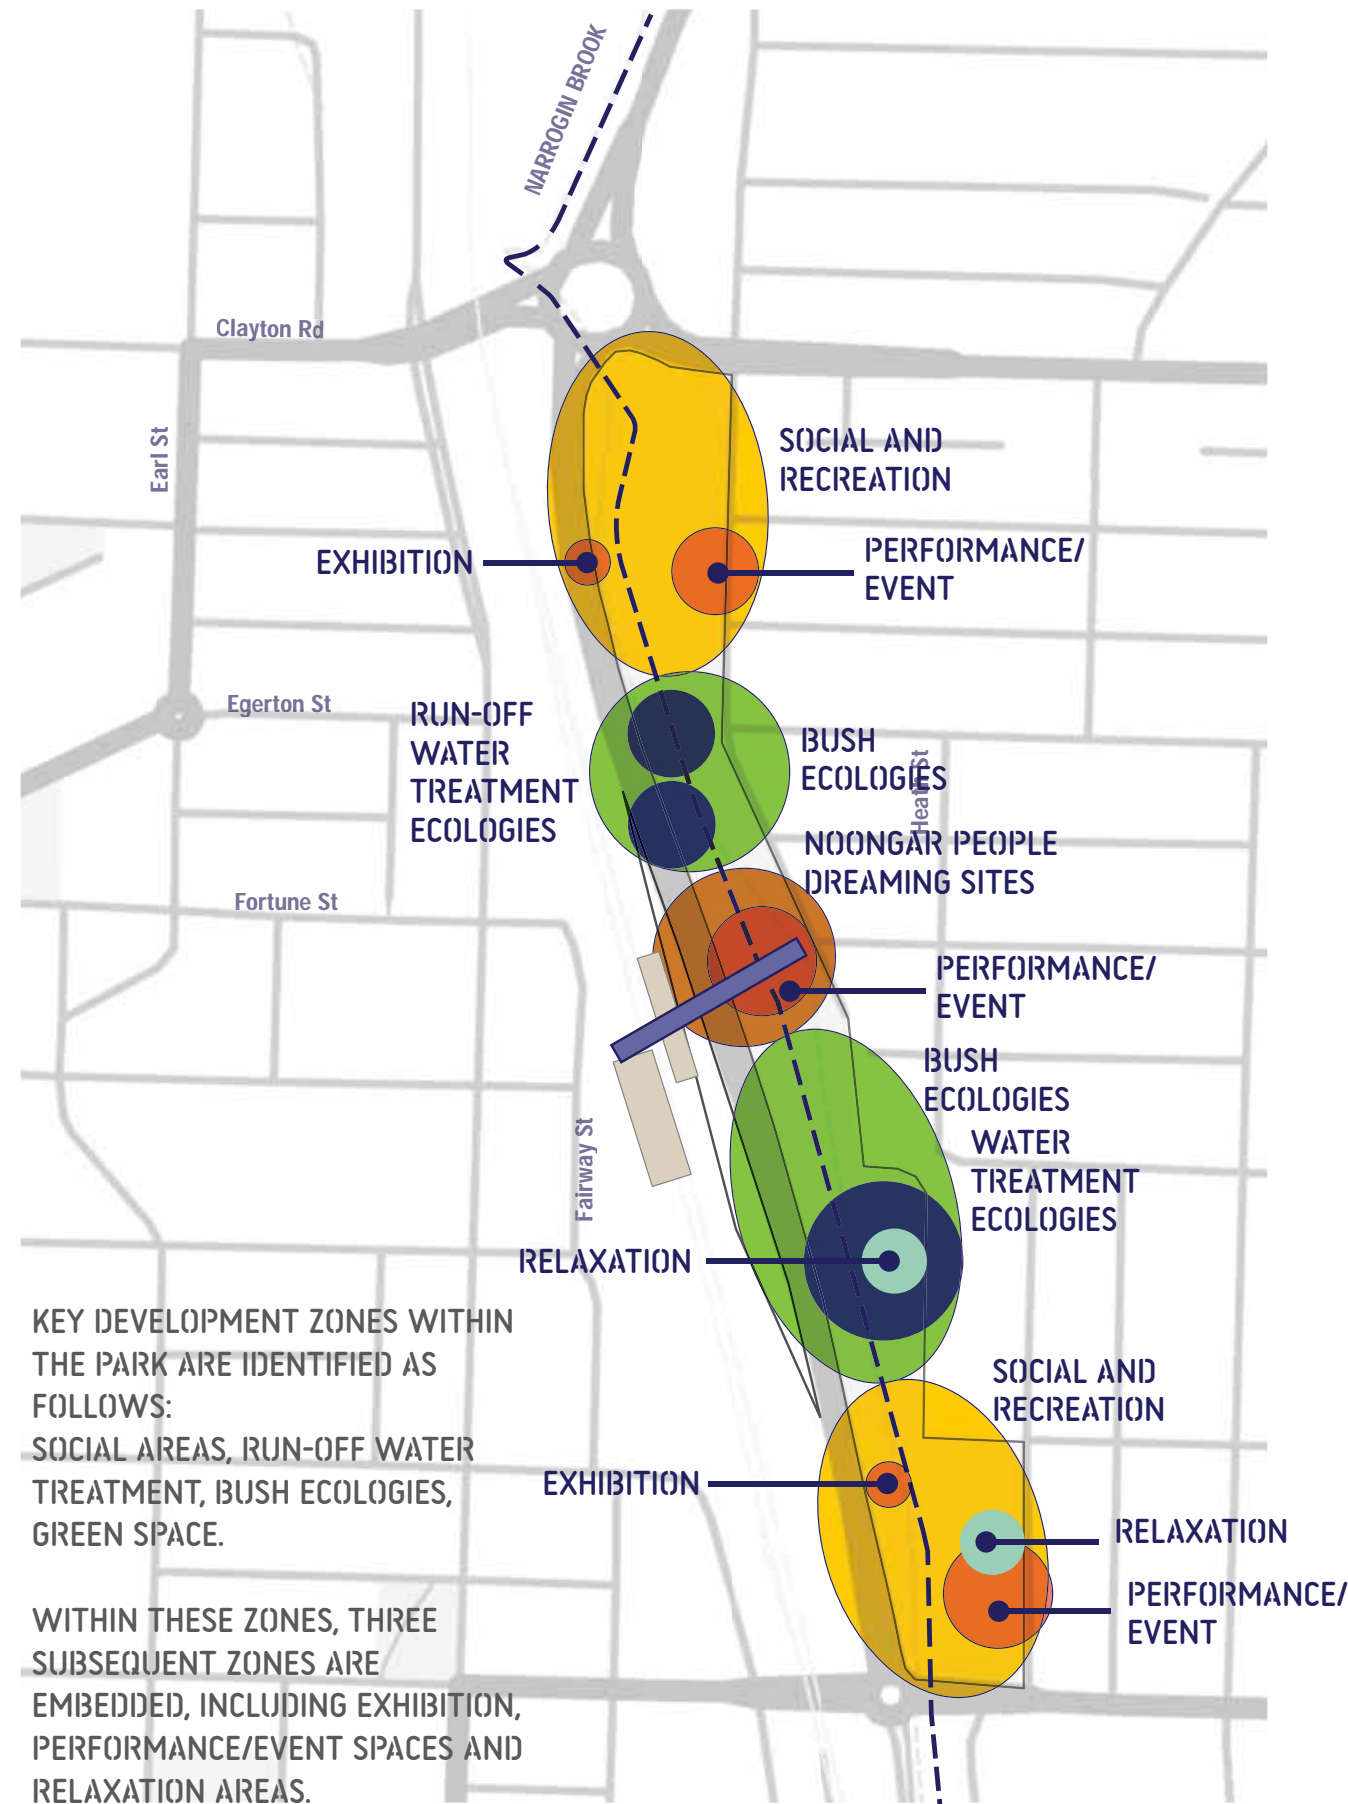 NARROGIN BROOK
Clayton Rd
Earl St
SOCIAL AND
RECREATION
EXHIBITION
PERFORMANCE/
EVENT
Egerton St
RUN-OFF
WATER
TREATMENT
ECOLOGIES
BUSH
ECOLOGIES
Heath St
NOONGAR PEOPLE
DREAMING SITES
Fortune St
PERFORMANCE/
EVENT
BUSH
ECOLOGIES
WATER
TREATMENT
ECOLOGIES
Fairway St
RELAXATION
KEY DEVELOPMENT ZONES WITHIN
THE PARK ARE IDENTIFIED AS
FOLLOWS:
SOCIAL AREAS, RUN-OFF WATER
TREATMENT, BUSH ECOLOGIES,
GREEN SPACE.
SOCIAL AND
RECREATION
EXHIBITION
RELAXATION
PERFORMANCE/
EVENT
WITHIN THESE ZONES, THREE
SUBSEQUENT ZONES ARE
EMBEDDED, INCLUDING EXHIBITION,
PERFORMANCE/EVENT SPACES AND
RELAXATION AREAS.